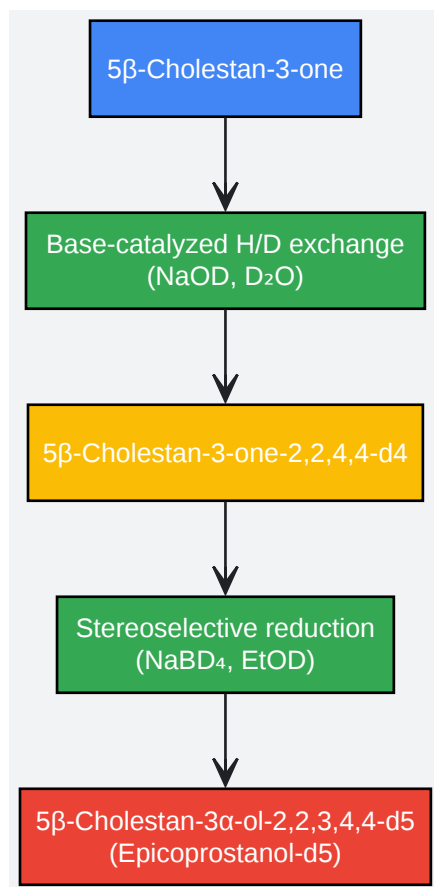 5β-Cholestan-3-one
Base-catalyzed H/D exchange
(NaOD, D₂O)
5β-Cholestan-3-one-2,2,4,4-d4
Stereoselective reduction
(NaBD₄, EtOD)
5β-Cholestan-3α-ol-2,2,3,4,4-d5
(Epicoprostanol-d5)